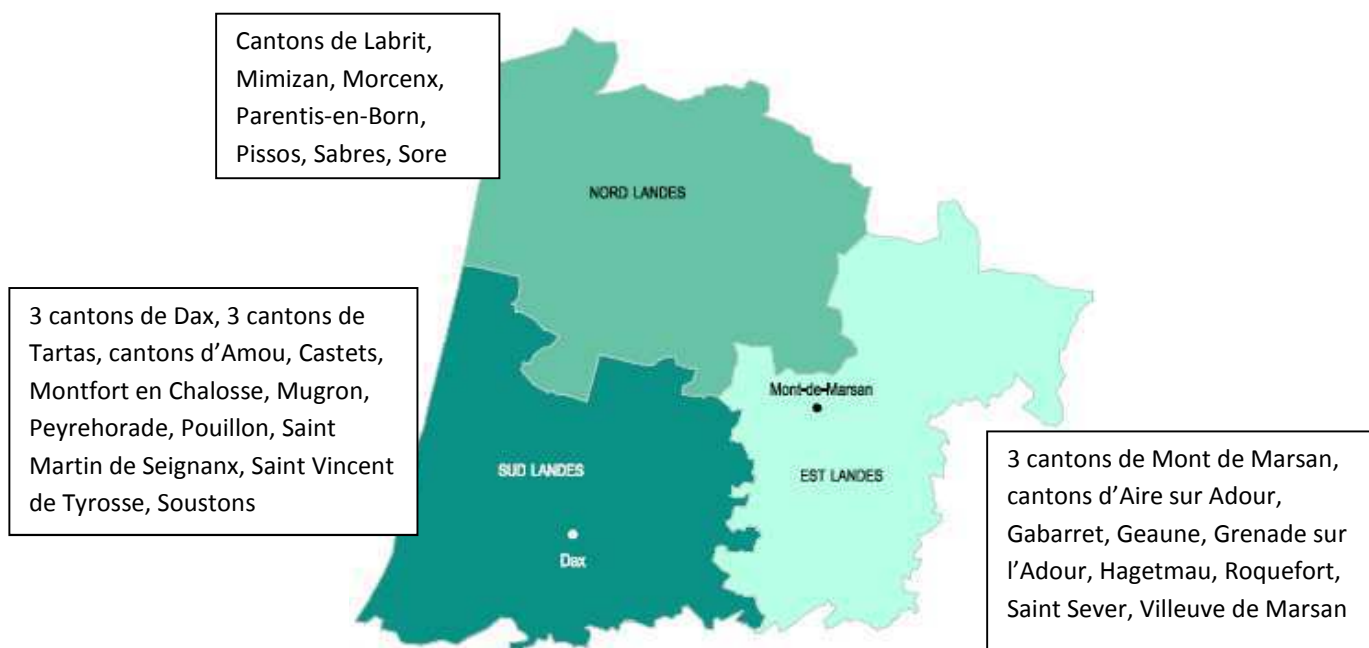 Cantons de Labrit,
Mimizan, Morcenx,
Parentis-en-Born,
Pissos, Sabres, Sore
NORD LANDES
3 cantons de Dax, 3 cantons de
Tartas, cantons d’Amou, Castets,
Montfort en Chalosse, Mugron,
Peyrehorade, Pouillon, Saint
Martin de Seignanx, Saint Vincent
de Tyrosse, Soustons
Mont-de-Marsan
SUD LANDES
EST LANDES
Dax
3 cantons de Mont de Marsan,
cantons d’Aire sur Adour,
Gabarret, Geaune, Grenade sur
l’Adour, Hagetmau, Roquefort,
Saint Sever, Villeuve de Marsan